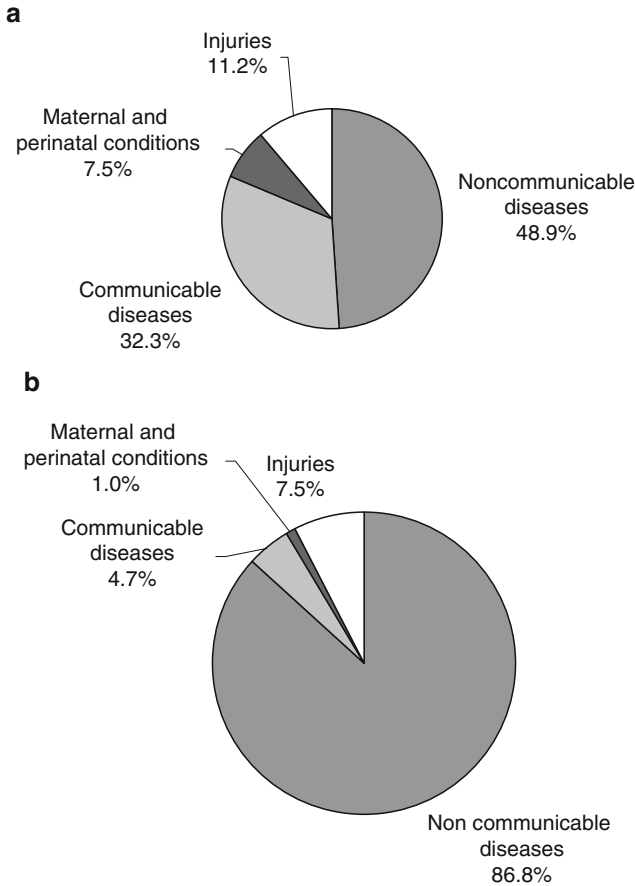 a
Injuries
11.2%
Maternal and
perinatal conditions
7.5%
Noncommunicable
diseases
48.9%
Communicable
diseases
32.3%
b
Maternal and
perinatal conditions
1.0%
Injuries
7.5%
Communicable
diseases
4.7%
Non communicable
diseases
86.8%